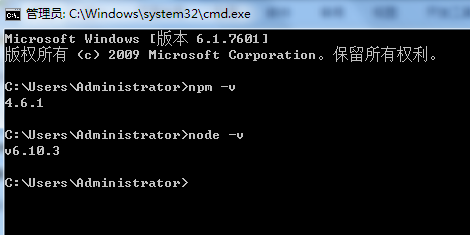 管理员: C:\Windows\system32\cmd.exe
Microsoft Windows [版本 6.1.7601]
版权所有 (c) 2009 Microsoft Corporation。保留所有权利。
C:\Users\Administrator>npm -v
4.6.1
C:\Users\Administrator>node -v
v6.10.3
C:\Users\Administrator>